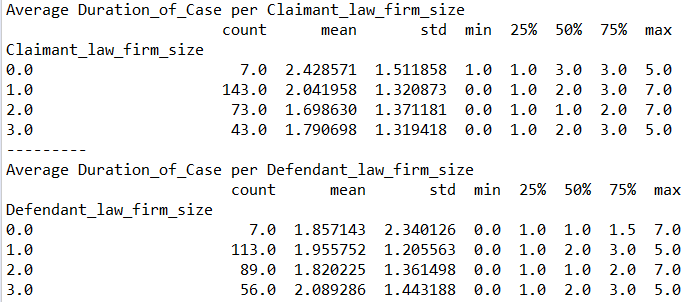 Average Duration_of_Case per Claimant_law_firm_size
count mean std min 25% 50% 75% max
Claimant_law_firm_size
0.0 7.0 2.428571 1.511858 1.0 1.0 3.0 3.0 5.0
1.0 143.0 2.041958 1.320873 0.0 1.0 2.0 3.0 7.0
2.0 73.0 1.698630 1.371181 0.0 1.0 1.0 2.0 7.0
3.0 43.0 1.790698 1.319418 0.0 1.0 2.0 3.0 5.0
---------
Average Duration_of_Case per Defendant_law_firm_size
count mean std min 25% 50% 75% max
Defendant_law_firm_size
0.0 7.0 1.857143 2.340126 0.0 1.0 1.0 1.5 7.0
1.0 113.0 1.955752 1.205563 0.0 1.0 2.0 3.0 5.0
2.0 89.0 1.820225 1.361498 0.0 1.0 1.0 2.0 7.0
3.0 56.0 2.089286 1.443188 0.0 1.0 2.0 3.0 5.0